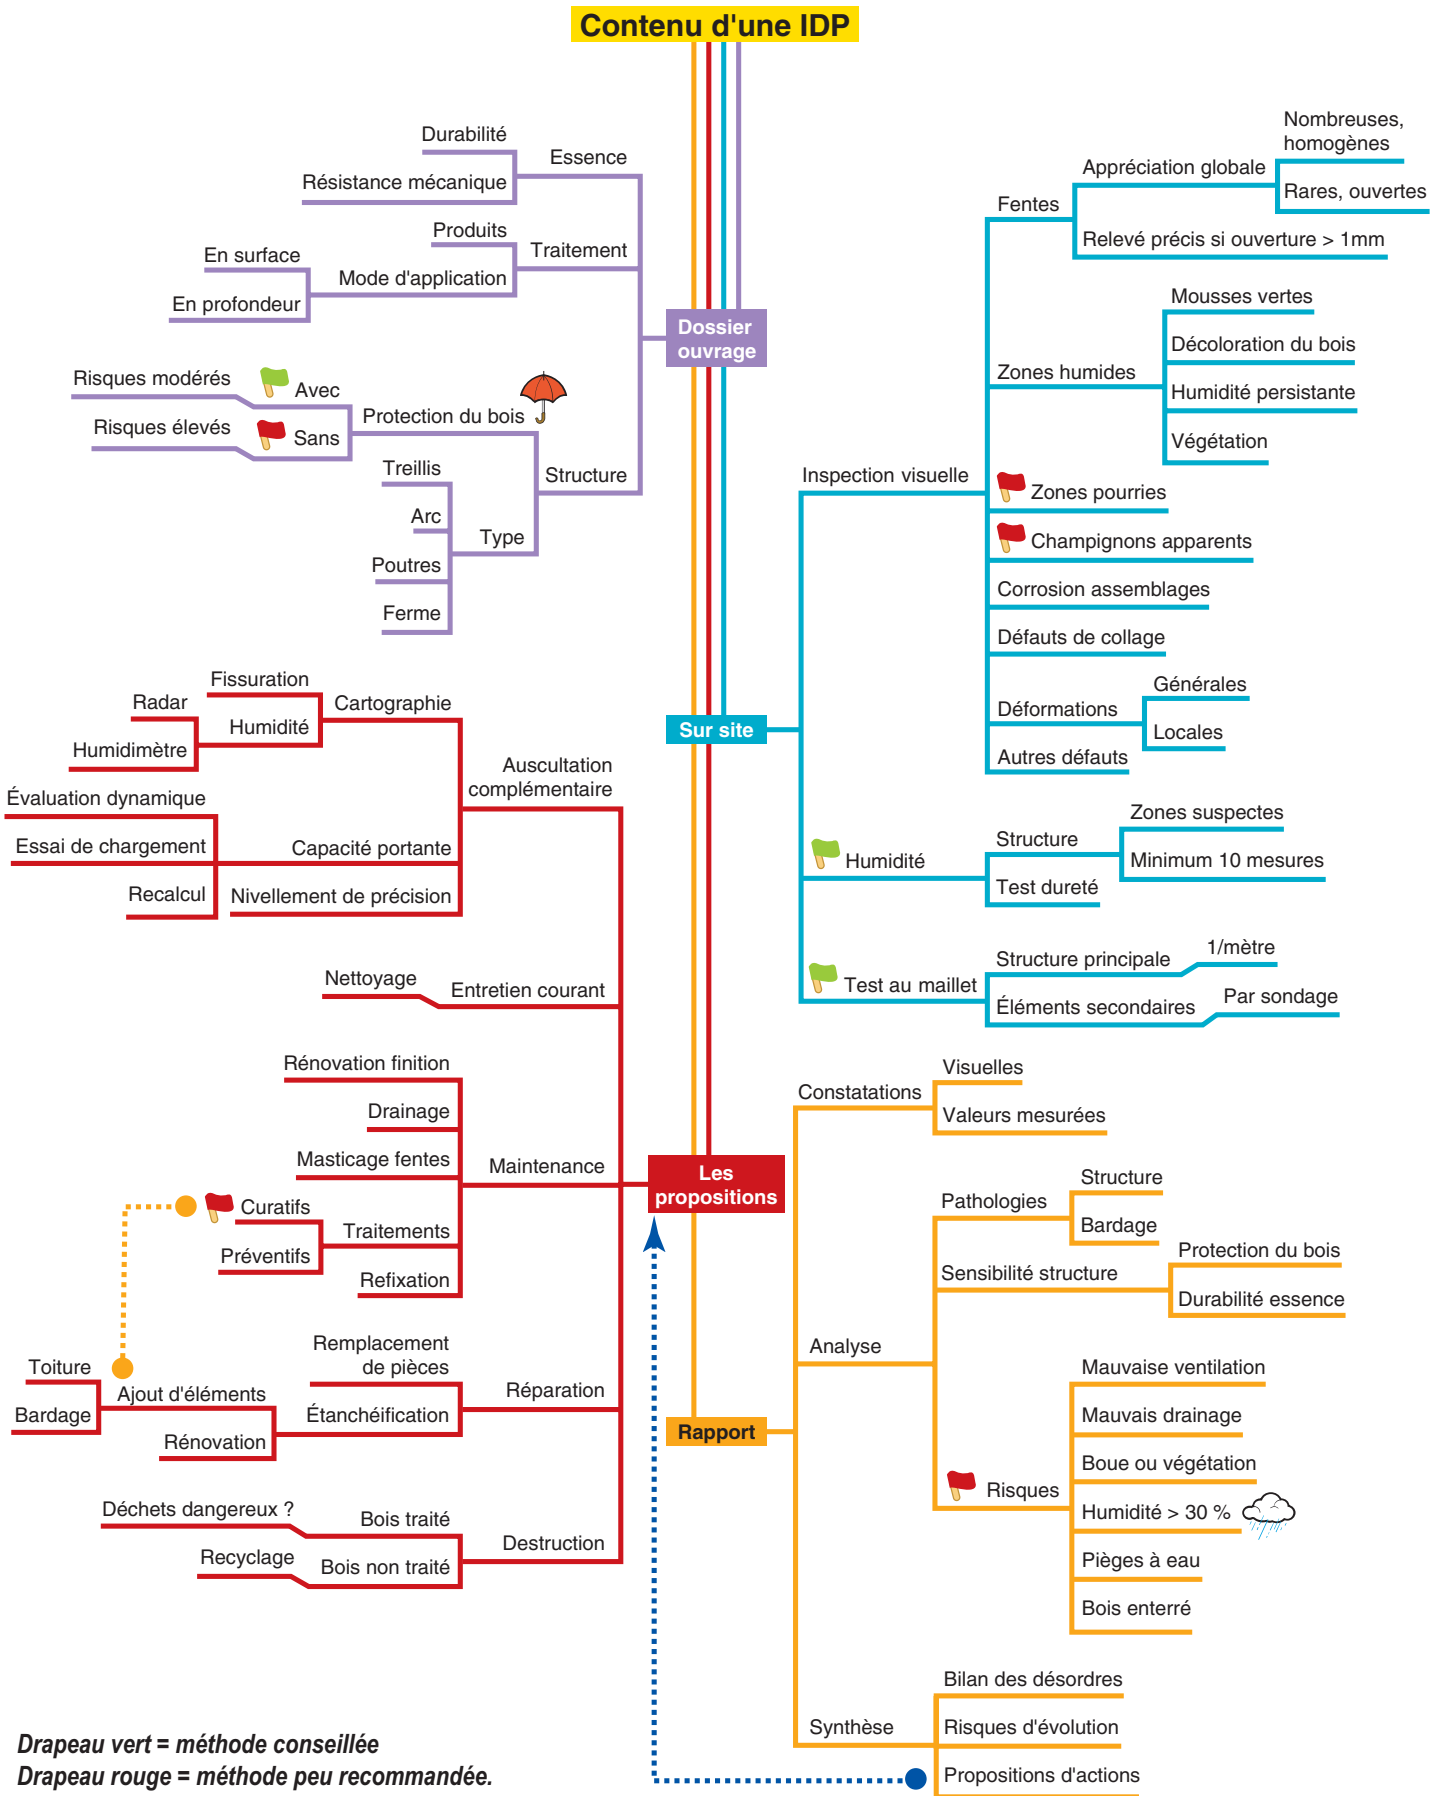 Contenu d'une IDP
Durabilité
Essence
Résistance mécanique
Produits
Traitement
En surface
Mode d'application
En profondeur
Dossier
ouvrage
Risques modérés
Avec
Protection du bois
Risques élevés
Sans
Treillis
Structure
Arc
Type
Poutres
Ferme
Nombreuses,
homogènes
Appréciation globale
Rares, ouvertes
Fentes
Relevé précis si ouverture > 1mm
Mousses vertes
Décoloration du bois
Zones humides
Humidité persistante
Végétation
Inspection visuelle
Zones pourries
Champignons apparents
Corrosion assemblages
Défauts de collage
Générales
Déformations
Locales
Autres défauts
Sur site
Zones suspectes
Structure
Minimum 10 mesures
Humidité
Test dureté
1/mètre
Structure principale
Test au maillet
Éléments secondaires
Par sondage
Fissuration
Radar
Cartographie
Humidité
Humidimètre
Auscultation
complémentaire
Évaluation dynamique
Essai de chargement
Capacité portante
Recalcul
Nivellement de précision
Nettoyage
Entretien courant
Rénovation finition
Drainage
Masticage fentes
Maintenance
Les
propositions
Curatifs
Traitements
Préventifs
Refixation
Remplacement
de pièces
Toiture
Ajout d'éléments
Réparation
Bardage
Étanchéification
Rénovation
Déchets dangereux ?
Bois traité
Destruction
Recyclage
Bois non traité
Visuelles
Constatations
Valeurs mesurées
Structure
Pathologies
Bardage
Protection du bois
Sensibilité structure
Durabilité essence
Analyse
Mauvaise ventilation
Mauvais drainage
Rapport
Boue ou végétation
Risques
Humidité > 30 %
Pièges à eau
Bois enterré
Bilan des désordres
Synthèse
Risques d'évolution
Propositions d'actions
Drapeau vert = méthode conseillée
Drapeau rouge = méthode peu recommandée.